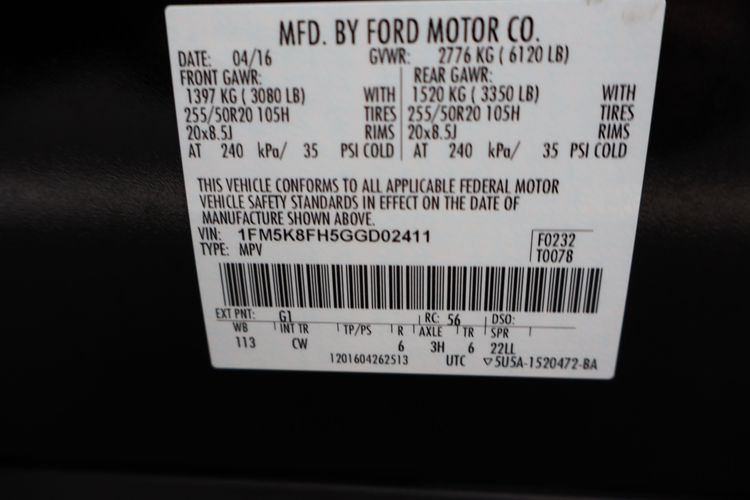 MFD. BY FORD MOTOR CO.
DATE: 04/16 GVWR: 2776 KG ( 6120 LB)
FRONT GAWR: REAR GAWR:
1397 KG ( 3080 LB) WITH 1520 KG ( 3350 LB) WITH
255/50R20 105H TIRES 255/50R20 105H TIRES
20x8.5J RIMS 20x8.5J RIMS
AT 240 kPa/ 35 PSI COLD AT 240 kPa/ 35 PSI COLD
THIS VEHICLE CONFORMS TO ALL APPLICABLE FEDERAL MOTOR
VEHICLE SAFETY STANDARDS IN EFFECT ON THE DATE OF
MANUFACTURE SHOWN ABOVE.
VIN: 1FM5K8FH5GGD02411 F0232
TYPE: MPV T0078
EXT PNT: G1 RC: 56 DSO:
WB INT TR TP/PS R AXLE TR SPR
113 CW 6 3H 6 22LL
1201604262513 UTC ▽5U5A-1520472-BA